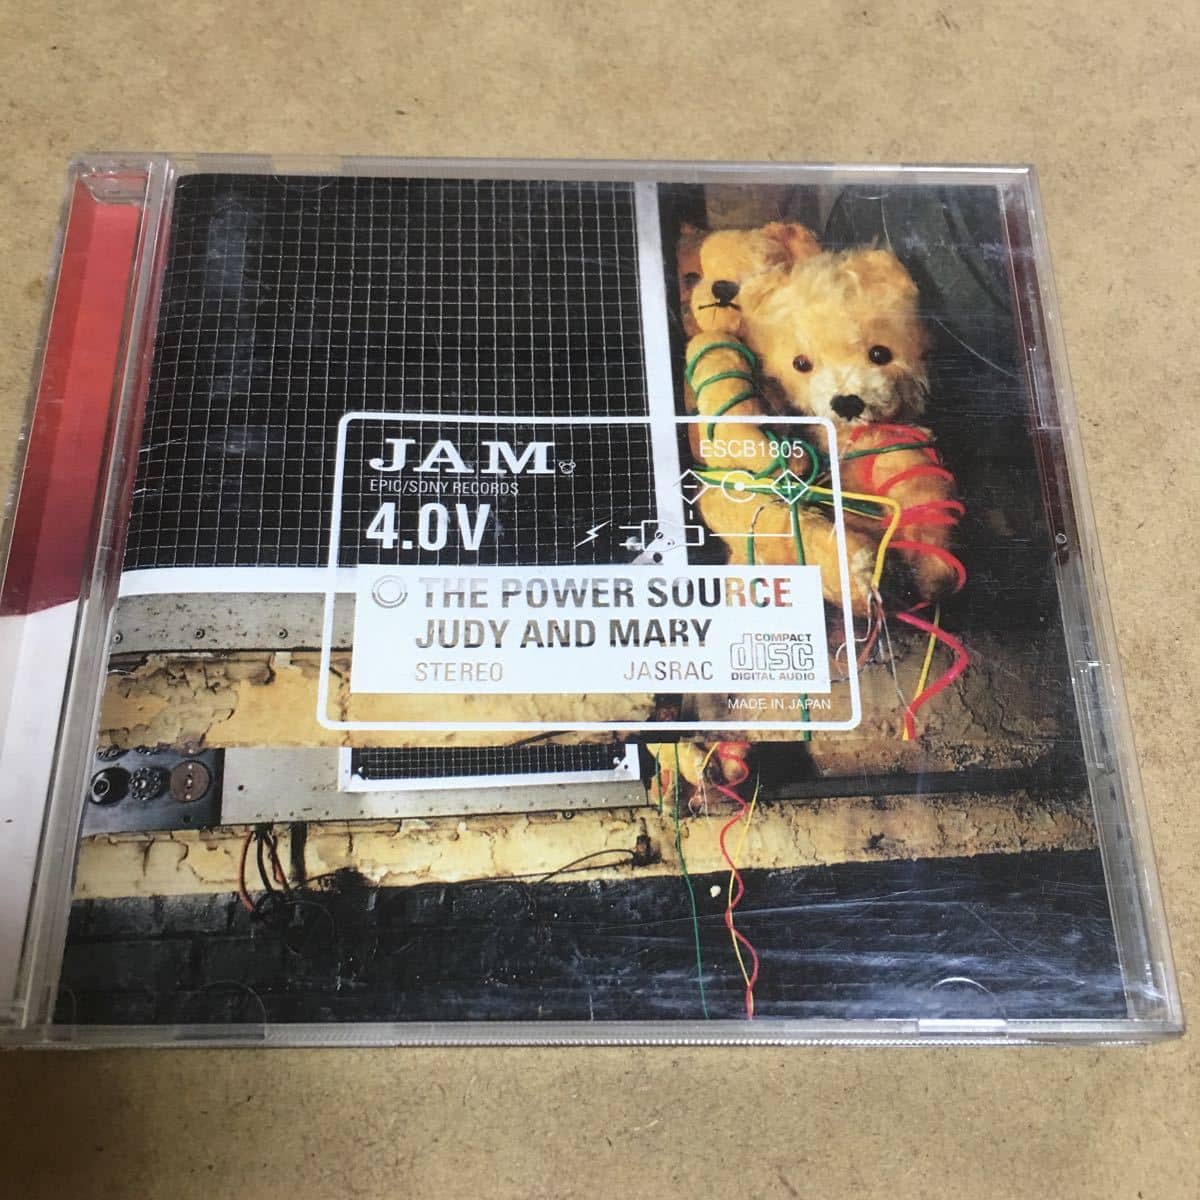 JAM
ESCB1805
EPIC/SONY RECORDS
4.0V
THE POWER SOURCE
JUDY AND MARY
STEREO JASRAC
COMPACT
disc
DIGITAL AUDIO
MADE IN JAPAN